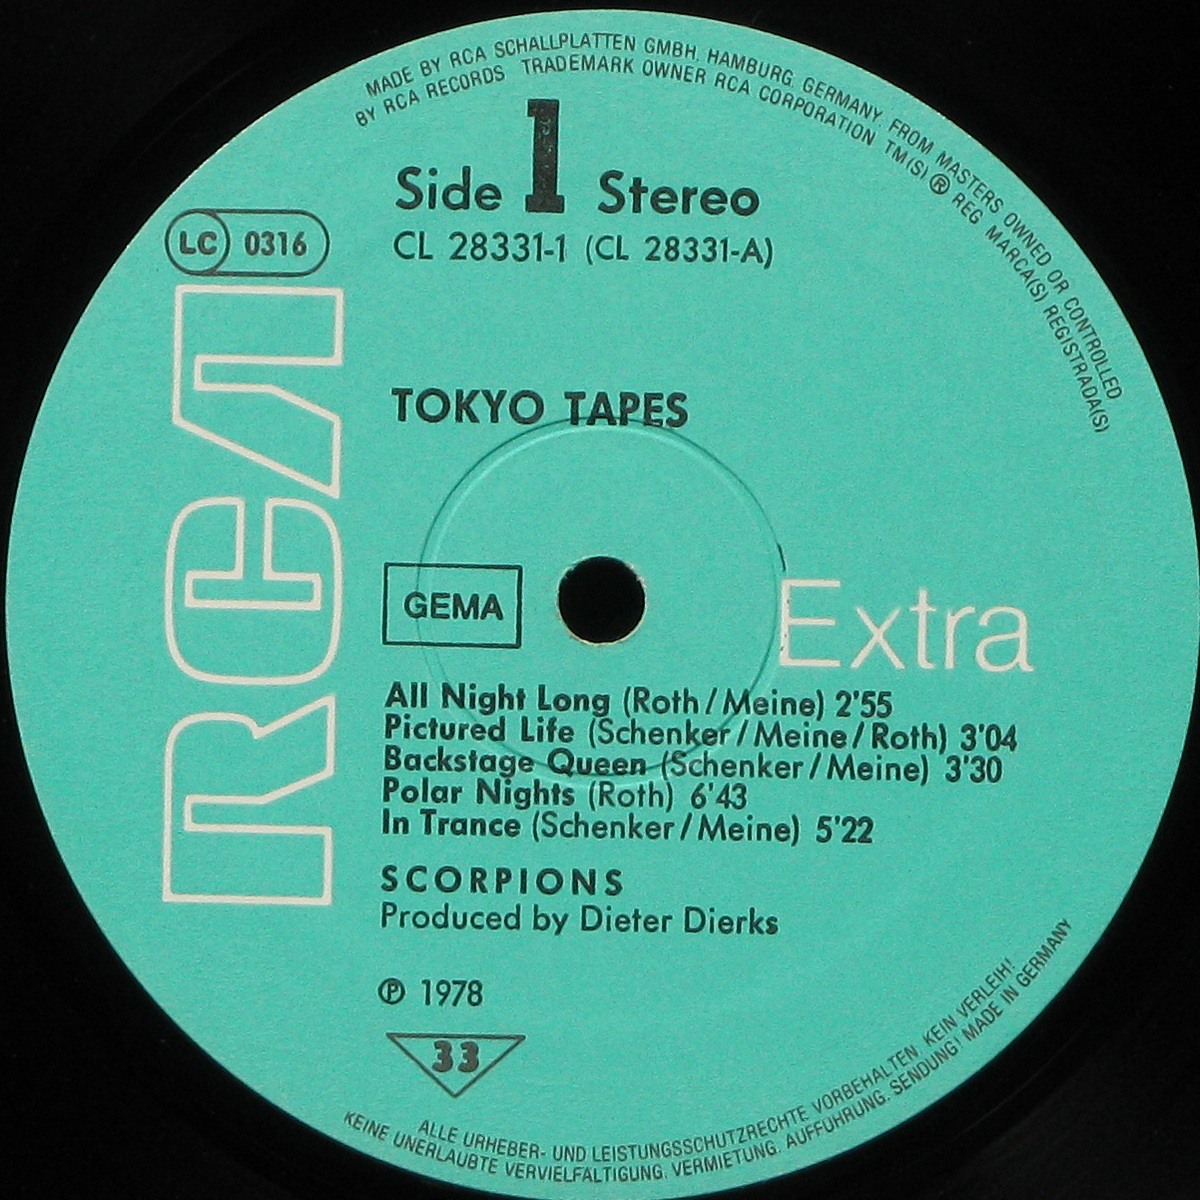 MADE BY RCA SCHALLPLATTEN GMBH. HAMBURG. GERMANY. FROM MASTERS OWNED OR CONTROLLED
BY RCA RECORDS TRADEMARK OWNER RCA CORPORATION TM(S) ® REG MARCA(S) REGISTRADA(S)
Side 1 Stereo
LC 0316
CL 28331-1 (CL 28331-A)
RCA
TOKYO TAPES
GEMA
Extra
All Night Long (Roth/Meine) 2'55
Pictured Life (Schenker/Meine/Roth) 3'04
Backstage Queen (Schenker/Meine) 3'30
Polar Nights (Roth) 6'43
In Trance (Schenker/Meine) 5'22
SCORPIONS
Produced by Dieter Dierks
℗ 1978
33
ALLE URHEBER- UND LEISTUNGSSCHUTZRECHTE VORBEHALTEN. KEIN VERLEIH!
KEINE UNERLAUBTE VERVIELFÄLTIGUNG. VERMIETUNG. AUFFÜHRUNG. SENDUNG! MADE IN GERMANY